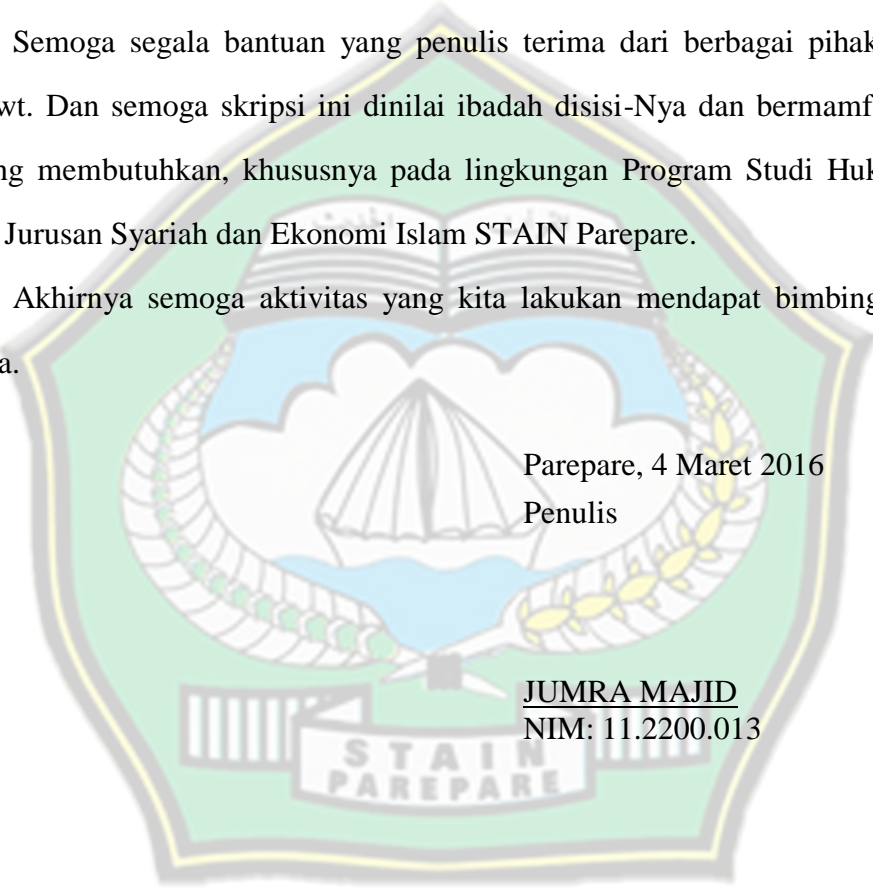 Semoga segala bantuan yang penulis terima dari berbagai pihak
wt. Dan semoga skripsi ini dinilai ibadah disisi-Nya dan bermamf
ng membutuhkan, khususnya pada lingkungan Program Studi Huk
Jurusan Syariah dan Ekonomi Islam STAIN Parepare.
Akhirnya semoga aktivitas yang kita lakukan mendapat bimbing
a.
Parepare, 4 Maret 2016
Penulis
JUMRA MAJID
NIM: 11.2200.013
STAIN
PAREPARE